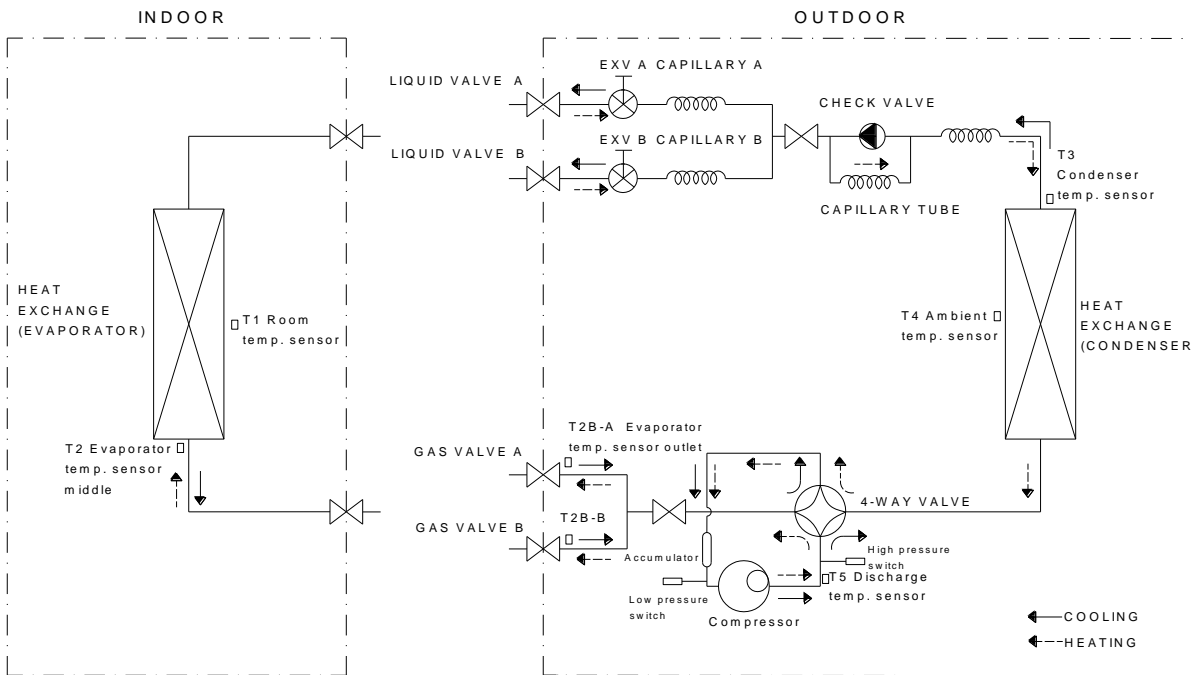 INDOOR
OUTDOOR
LIQUID VALVE A
EXV A CAPILLARY A
CHECK VALVE
LIQUID VALVE B
EXV B CAPILLARY B
T3
Condenser
temp. sensor
CAPILLARY TUBE
HEAT
EXCHANGE
(EVAPORATOR)
T1 Room
temp. sensor
T4 Ambient
temp. sensor
HEAT
EXCHANGE
(CONDENSER
T2 Evaporator
temp. sensor
middle
GAS VALVE A
T2B-A Evaporator
temp. sensor outlet
4-WAY VALVE
GAS VALVE B
T2B-B
Accumulator
High pressure
switch
Low pressure
switch
T5 Discharge
temp. sensor
Compressor
COOLING
HEATING